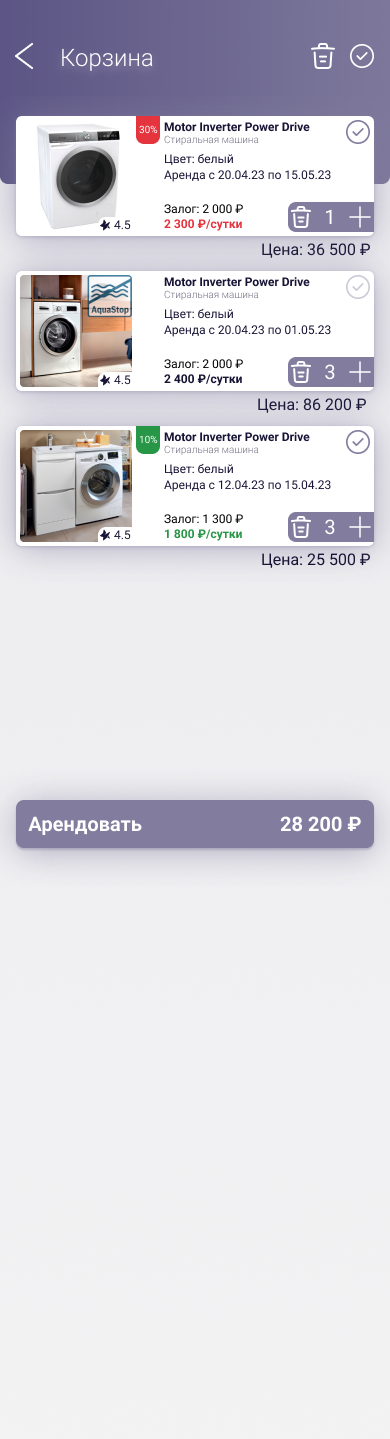 Корзина
30%
Motor Inverter Power Drive
Стиральная машина
Цвет: белый
Аренда с 20.04.23 по 15.05.23
Залог: 2 000 ₽
2 300 ₽/сутки
4.5
1
Цена: 36 500 ₽
AquaStop
Motor Inverter Power Drive
Стиральная машина
Цвет: белый
Аренда с 20.04.23 по 01.05.23
Залог: 2 000 ₽
2 400 ₽/сутки
4.5
3
Цена: 86 200 ₽
10%
Motor Inverter Power Drive
Стиральная машина
Цвет: белый
Аренда с 12.04.23 по 15.04.23
Залог: 1 300 ₽
1 800 ₽/сутки
4.5
3
Цена: 25 500 ₽
Арендовать 28 200 ₽